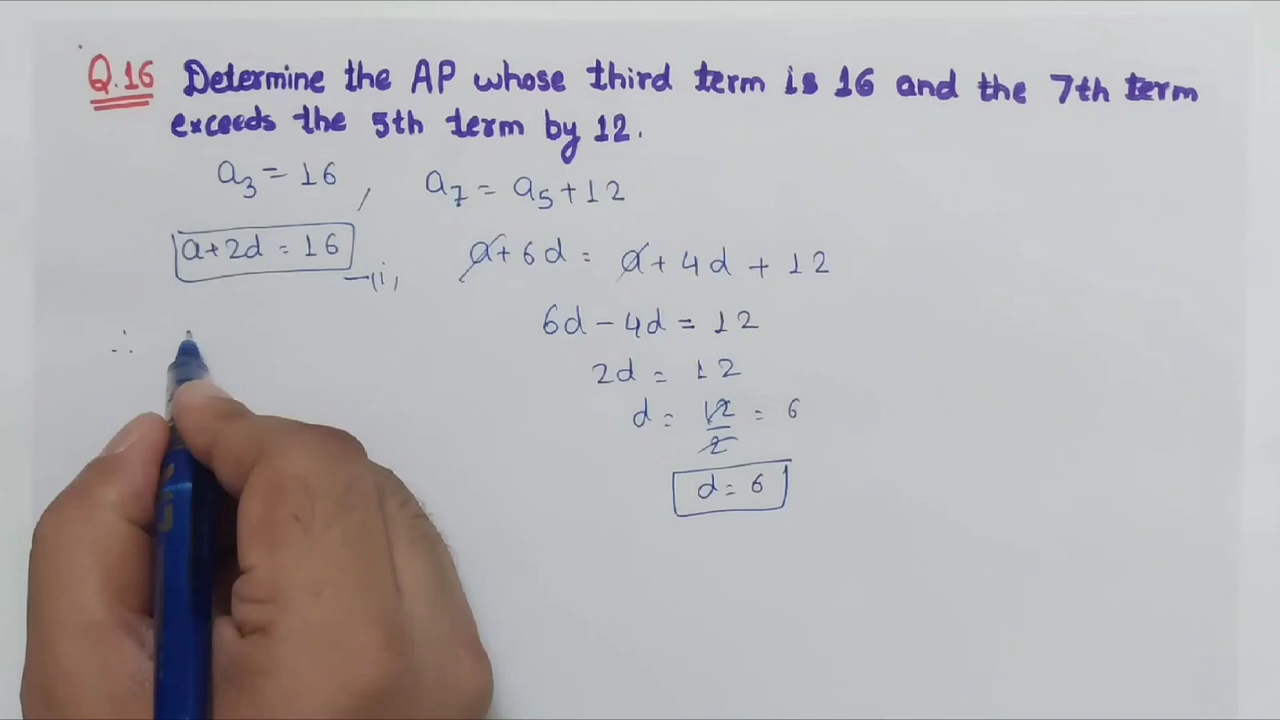 Q.16 Determine the AP whose third term is 16 and the 7th term
exceeds the 5th term by 12.
a₃ = 16 , a₇ = a₅ + 12
a + 2d = 16 —(i) a + 6d = a + 4d + 12
6d − 4d = 12
∴
2d = 12
d = 12/2 = 6
d = 6